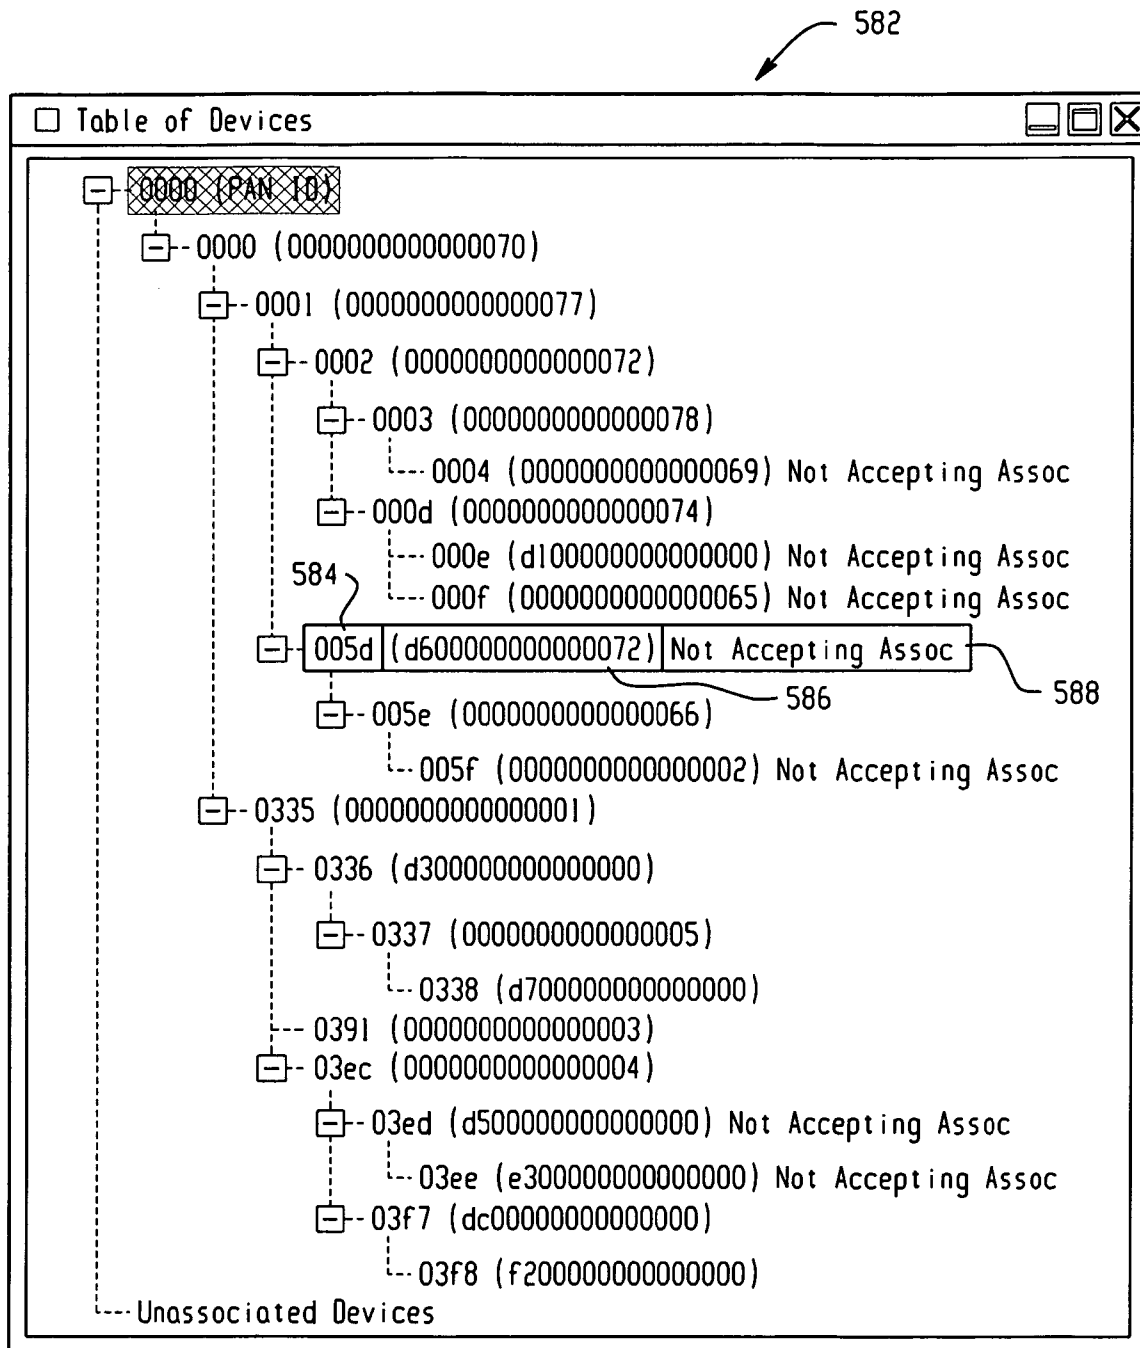 582
Table of Devices
0000 (PAN ID)
0000 (0000000000000070)
0001 (0000000000000077)
0002 (0000000000000072)
0003 (0000000000000078)
0004 (0000000000000069) Not Accepting Assoc
000d (0000000000000074)
000e (d100000000000000) Not Accepting Assoc
584
000f (0000000000000065) Not Accepting Assoc
005d (d600000000000072) Not Accepting Assoc
586
588
005e (0000000000000066)
005f (0000000000000002) Not Accepting Assoc
0335 (0000000000000001)
0336 (d300000000000000)
0337 (0000000000000005)
0338 (d700000000000000)
0391 (0000000000000003)
03ec (0000000000000004)
03ed (d500000000000000) Not Accepting Assoc
03ee (e300000000000000) Not Accepting Assoc
03f7 (dc00000000000000)
03f8 (f200000000000000)
Unassociated Devices